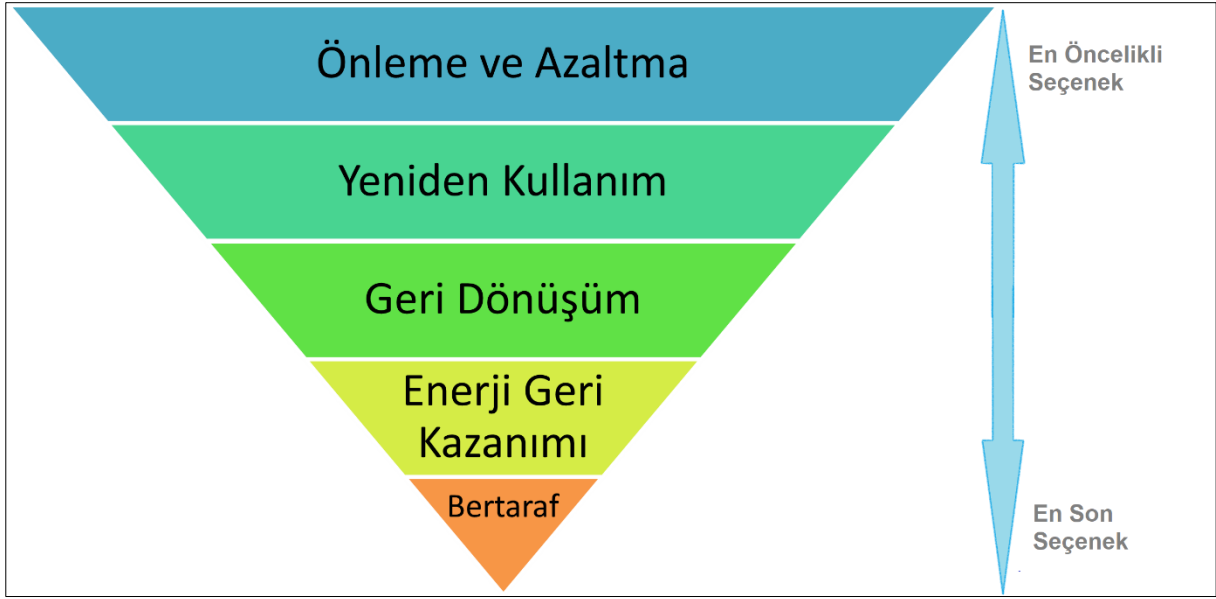 Önleme ve Azaltma
En Öncelikli
Seçenek
Yeniden Kullanım
Geri Dönüşüm
Enerji Geri
Kazanımı
Bertaraf
En Son
Seçenek